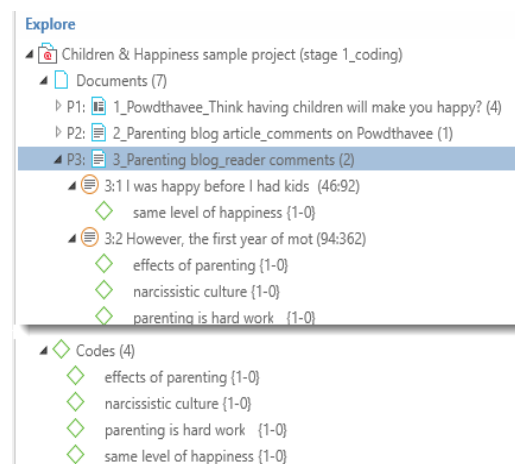 Explore
Children & Happiness sample project (stage 1_coding)
Documents (7)
P1: 1_Powdthavee_Think having children will make you happy? (4)
P2: 2_Parenting blog article_comments on Powdthavee (1)
P3: 3_Parenting blog_reader comments (2)
3:1 I was happy before I had kids (46:92)
same level of happiness {1-0}
3:2 However, the first year of mot (94:362)
effects of parenting {1-0}
narcissistic culture {1-0}
parenting is hard work {1-0}
Codes (4)
effects of parenting {1-0}
narcissistic culture {1-0}
parenting is hard work {1-0}
same level of happiness {1-0}